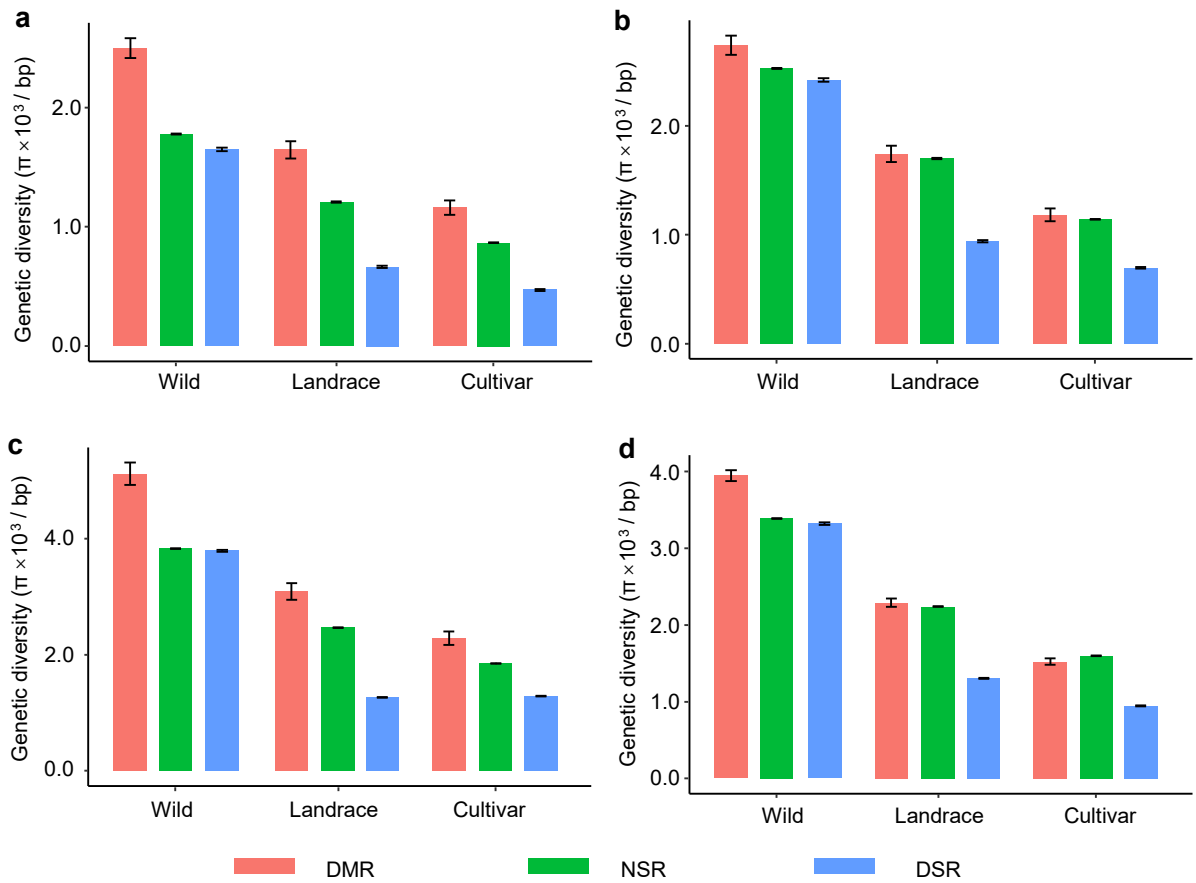 a
Genetic diversity (π ×10³ / bp)
2.0
1.0
0.0
Wild Landrace Cultivar
b
Genetic diversity (π ×10³ / bp)
2.0
1.0
0.0
Wild Landrace Cultivar
c
Genetic diversity (π ×10³ / bp)
4.0
2.0
0.0
Wild Landrace Cultivar
d
Genetic diversity (π ×10³ / bp)
4.0
3.0
2.0
1.0
0.0
Wild Landrace Cultivar
DMR NSR DSR